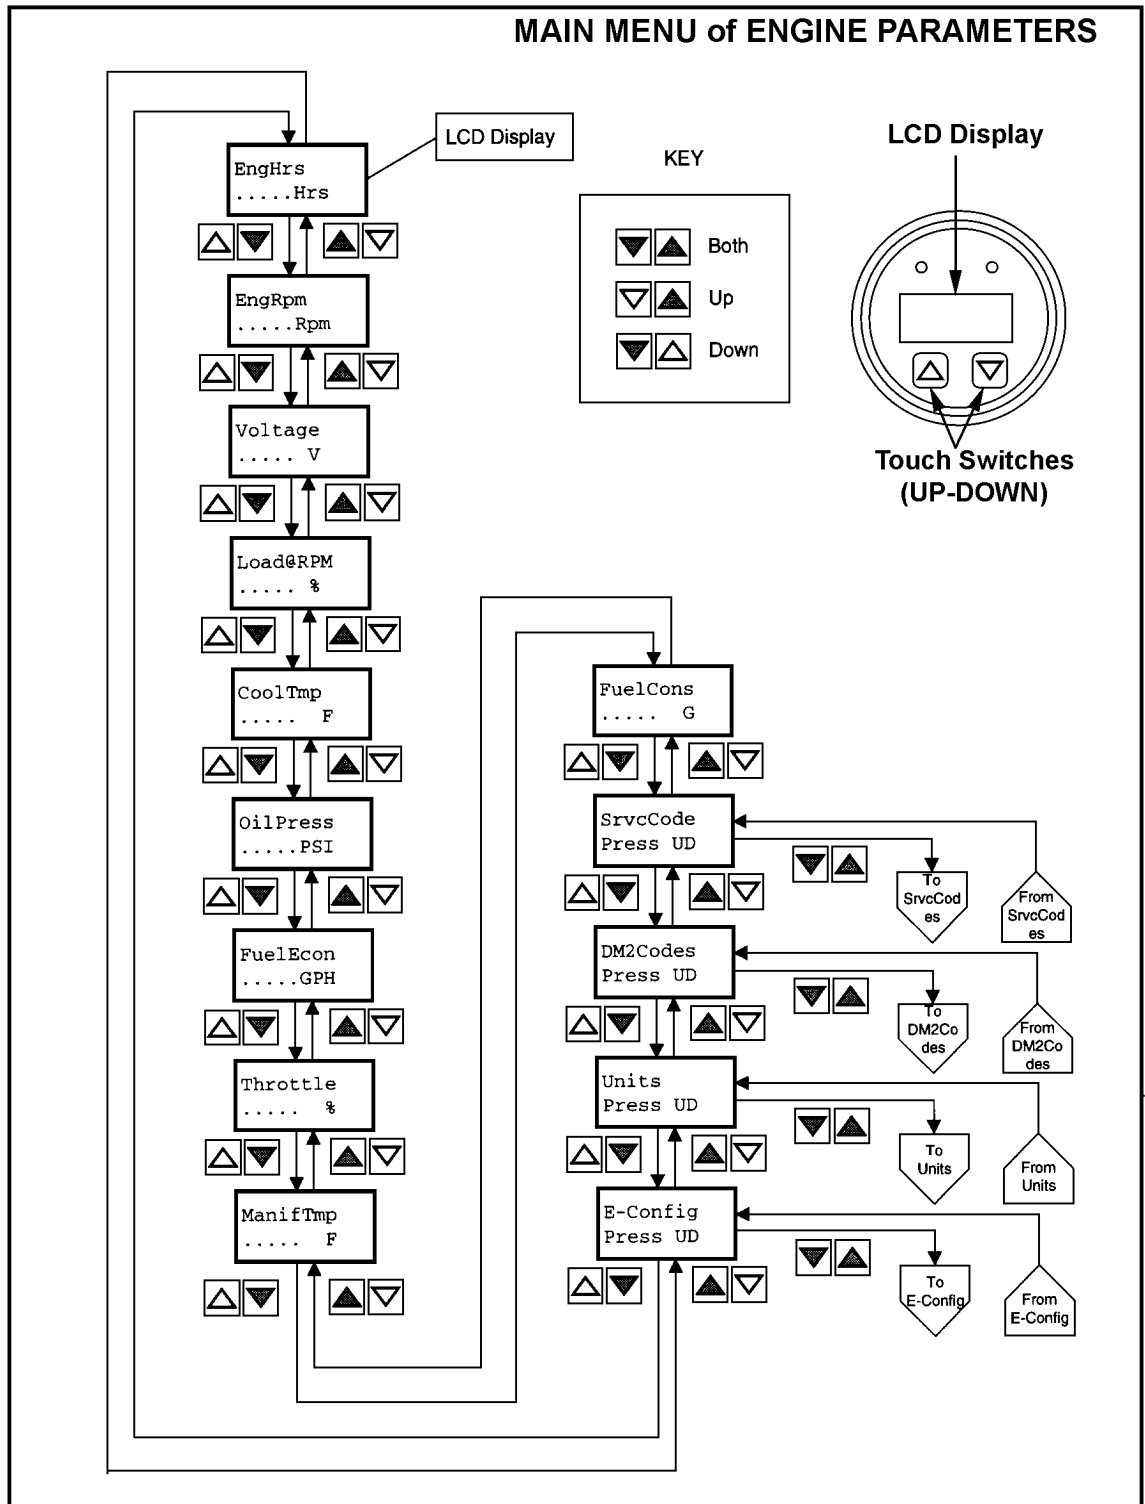 MAIN MENU of ENGINE PARAMETERS
LCD Display
KEY
Both
Up
Down
LCD Display
Touch Switches
(UP-DOWN)
EngHrs
.....Hrs
EngRpm
.....Rpm
Voltage
..... V
Load@RPM
..... %
CoolTmp
..... F
OilPress
.....PSI
FuelEcon
.....GPH
Throttle
..... %
ManifTmp
..... F
FuelCons
..... G
SrvcCode
Press UD
To
SrvcCod
es
From
SrvcCod
es
DM2Codes
Press UD
To
DM2Co
des
From
DM2Co
des
Units
Press UD
To
Units
From
Units
E-Config
Press UD
To
E-Config
From
E-Config